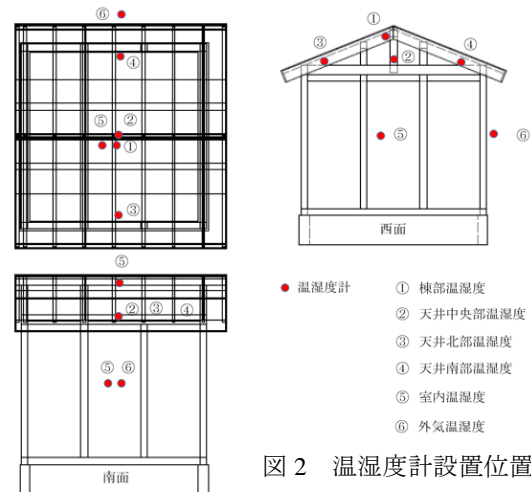 ⑥
④
⑤ ②
①
③
⑤
② ③ ④
⑤ ⑥
南面
①
③ ② ④
⑤ ⑥
西面
● 温湿度計
① 棟部温湿度
② 天井中央部温湿度
③ 天井北部温湿度
④ 天井南部温湿度
⑤ 室内温湿度
⑥ 外気温湿度
図2 温湿度計設置位置